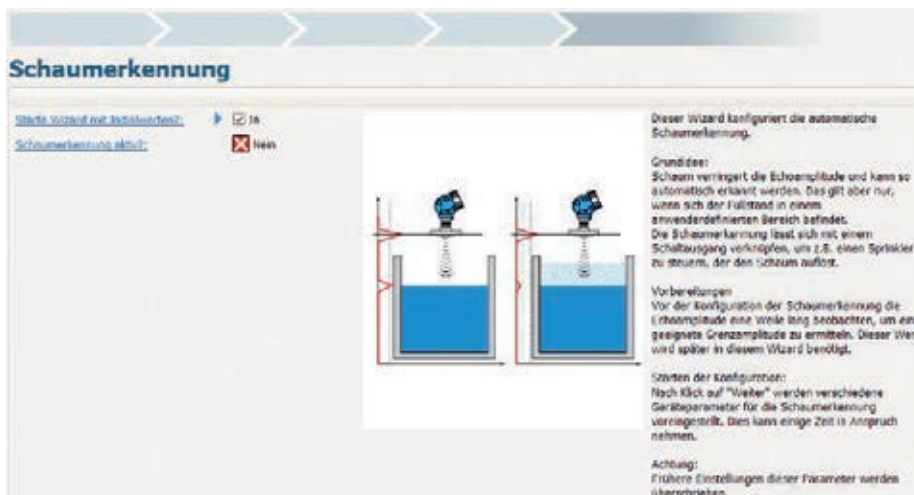 Schaumerkennung
Starte Wizard mit Initialwerten?:
Ja
Schaumerkennung aktiv?:
Nein
Dieser Wizard konfiguriert die automatische
Schaumerkennung.
Grundidee:
Schaum verringert die Echoamplitude und kann so
automatisch erkannt werden. Das gilt aber nur,
wenn sich der Füllstand in einem
anwenderdefinierten Bereich befindet.
Die Schaumerkennung lässt sich mit einem
Schaltausgang verknüpfen, um z.B. einen Sprinkler
zu steuern, der den Schaum auflöst.
Vorbereitungen
Vor der Konfiguration der Schaumerkennung die
Echoamplitude eine Weile lang beobachten, um ein
geeignete Grenzamplitude zu ermitteln. Dieser Wer
wird später in diesem Wizard benötigt.
Starten der Konfiguration:
Nach Klick auf "Weiter" werden verschiedene
Geräteparameter für die Schaumerkennung
voreingestellt. Dies kann einige Zeit in Anspruch
nehmen.
Achtung:
Frühere Einstellungen dieser Parameter werden
überschrieben.